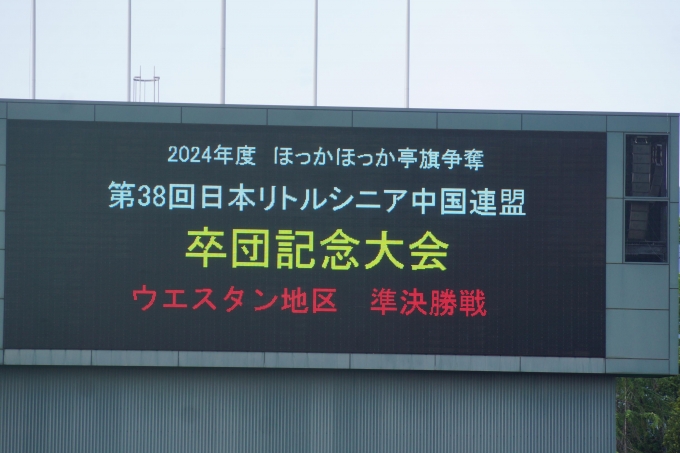 2024年度 ほっかほっか亭旗争奪
第38回日本リトルシニア中国連盟
卒団記念大会
ウエスタン地区 準決勝戦